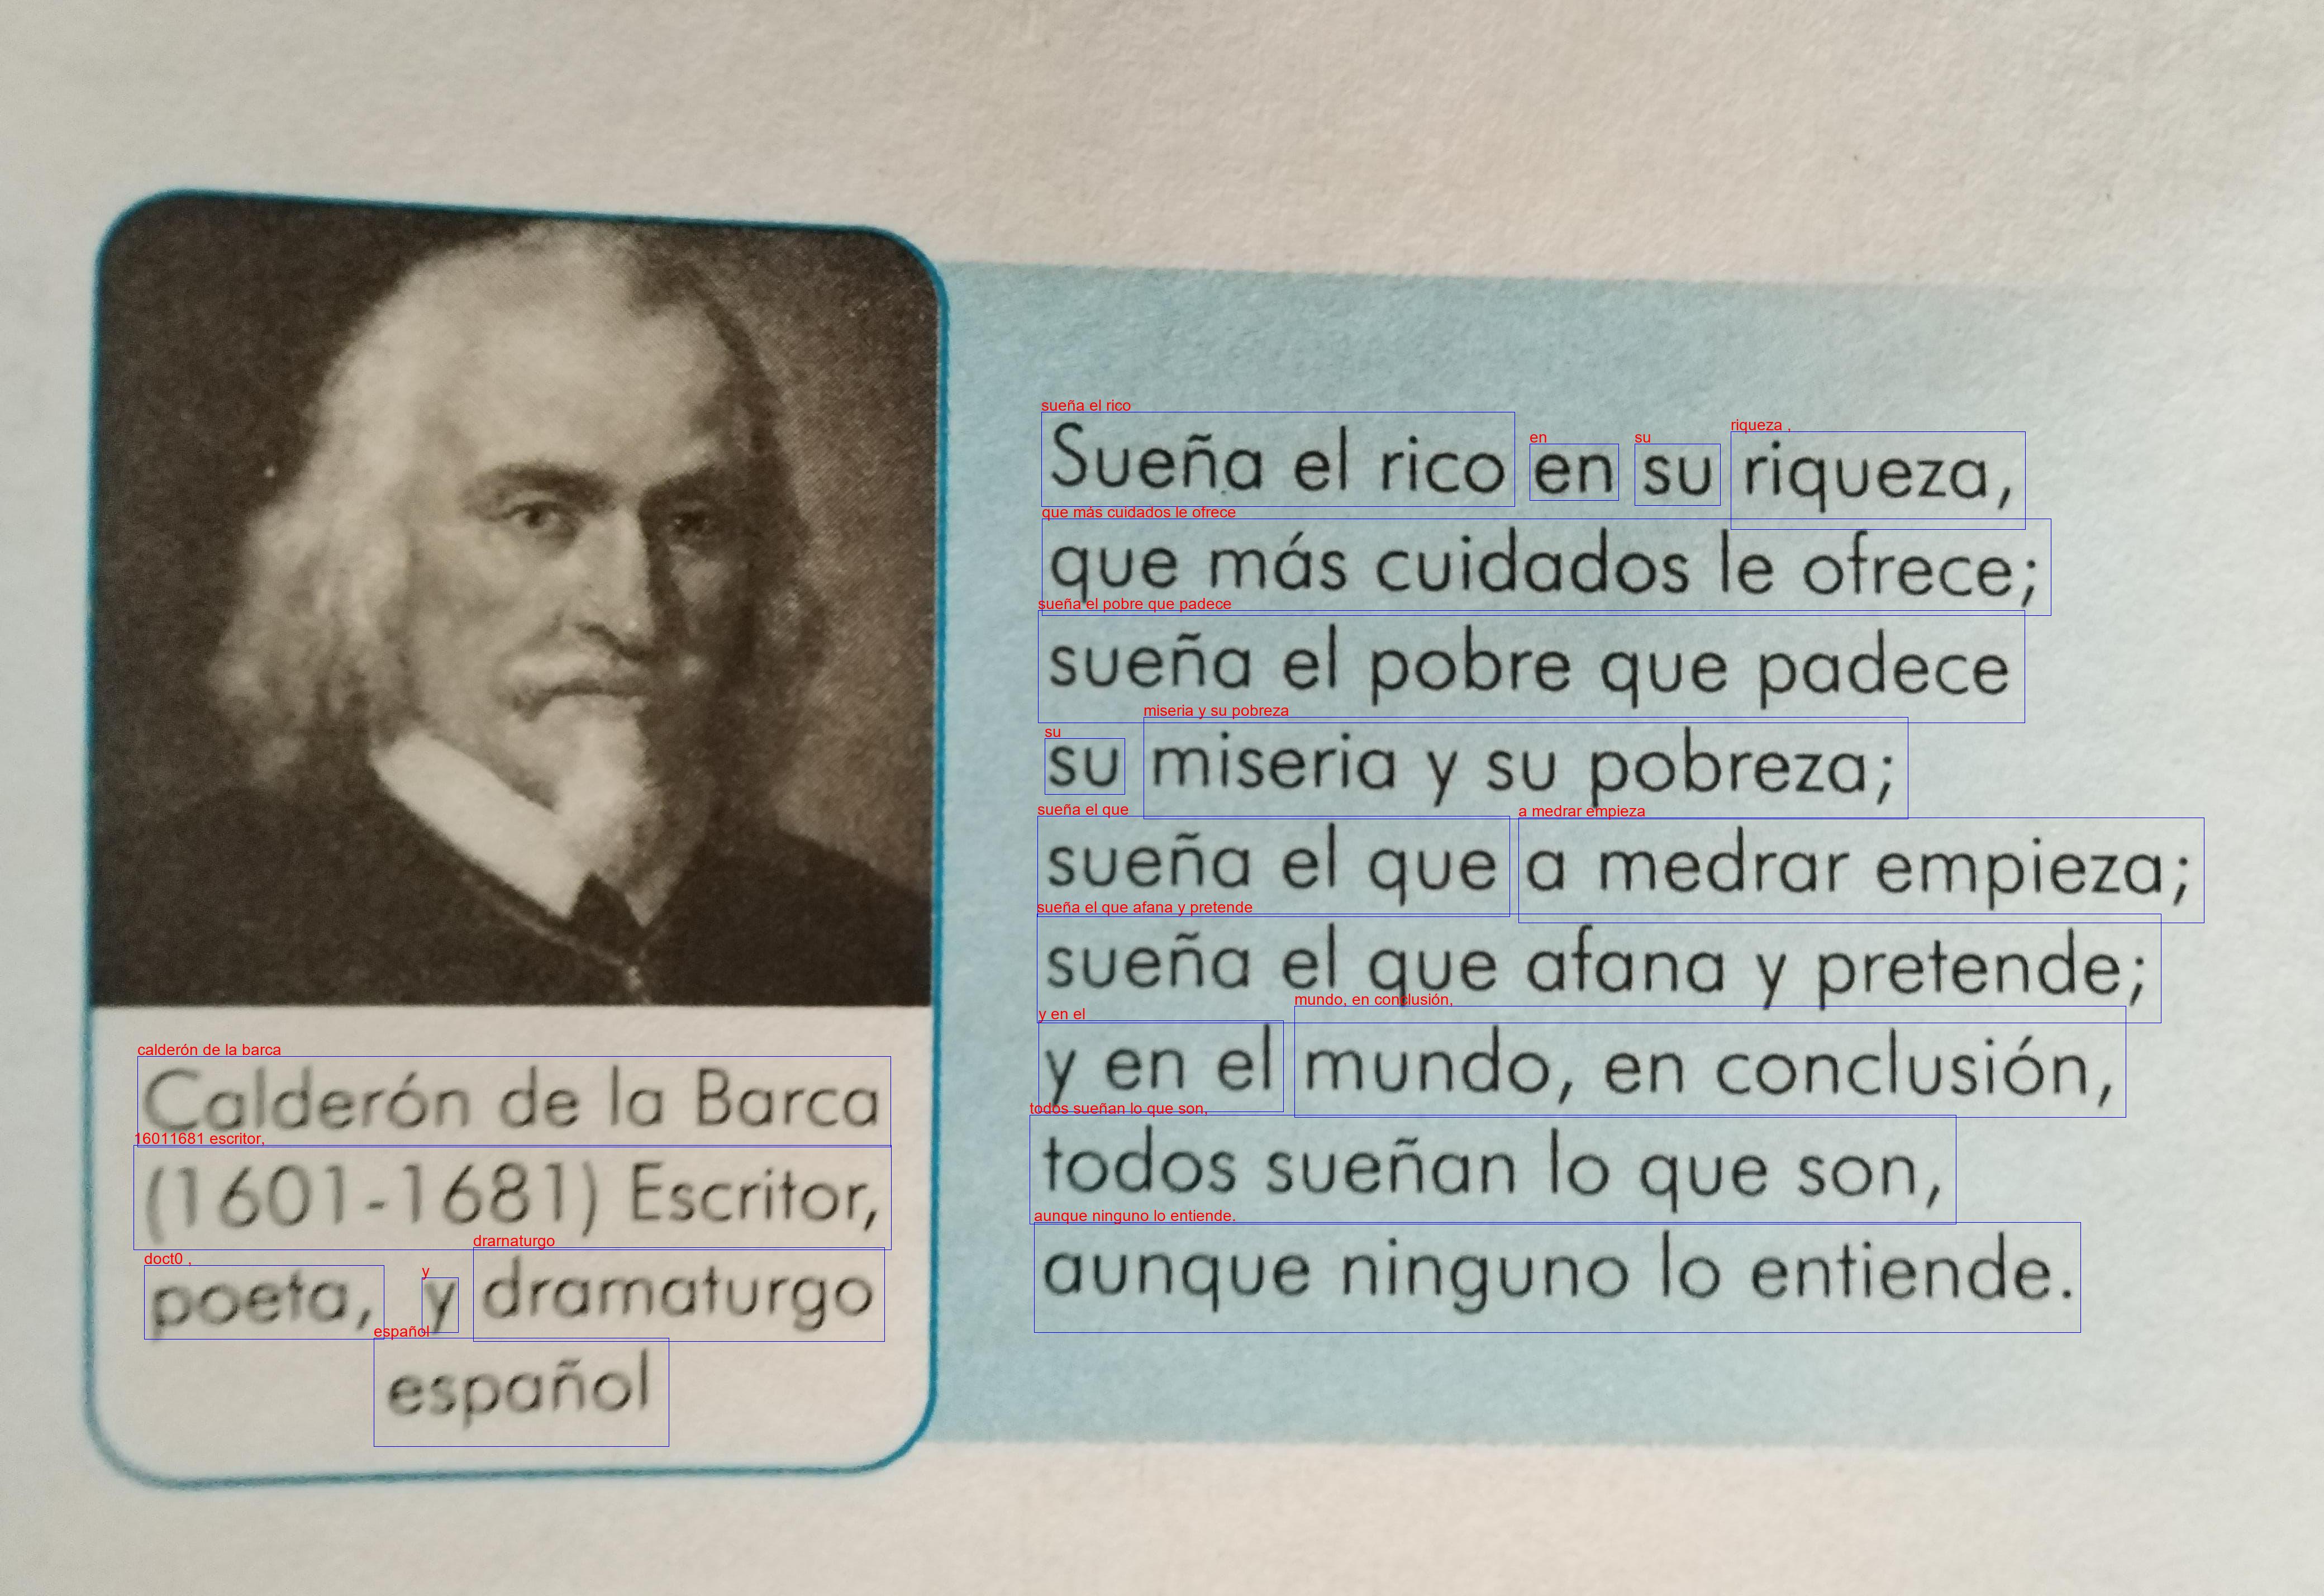 Calderón de la Barca
(1601-1681) Escritor,
poeta, y dramaturgo
español
Sueña el rico en su riqueza,
que más cuidados le ofrece;
sueña el pobre que padece
su miseria y su pobreza;
sueña el que a medrar empieza;
sueña el que afana y pretende;
y en el mundo, en conclusión,
todos sueñan lo que son,
aunque ninguno lo entiende.
calderón de la barca
16011681 escritor,
doct0 ,
y
drarnaturgo
español
sueña el rico
en
su
riqueza ,
que más cuidados le ofrece
sueña el pobre que padece
su
miseria y su pobreza
sueña el que
a medrar empieza
sueña el que afana y pretende
y en el
mundo, en conclusión,
todos sueñan lo que son,
aunque ninguno lo entiende.